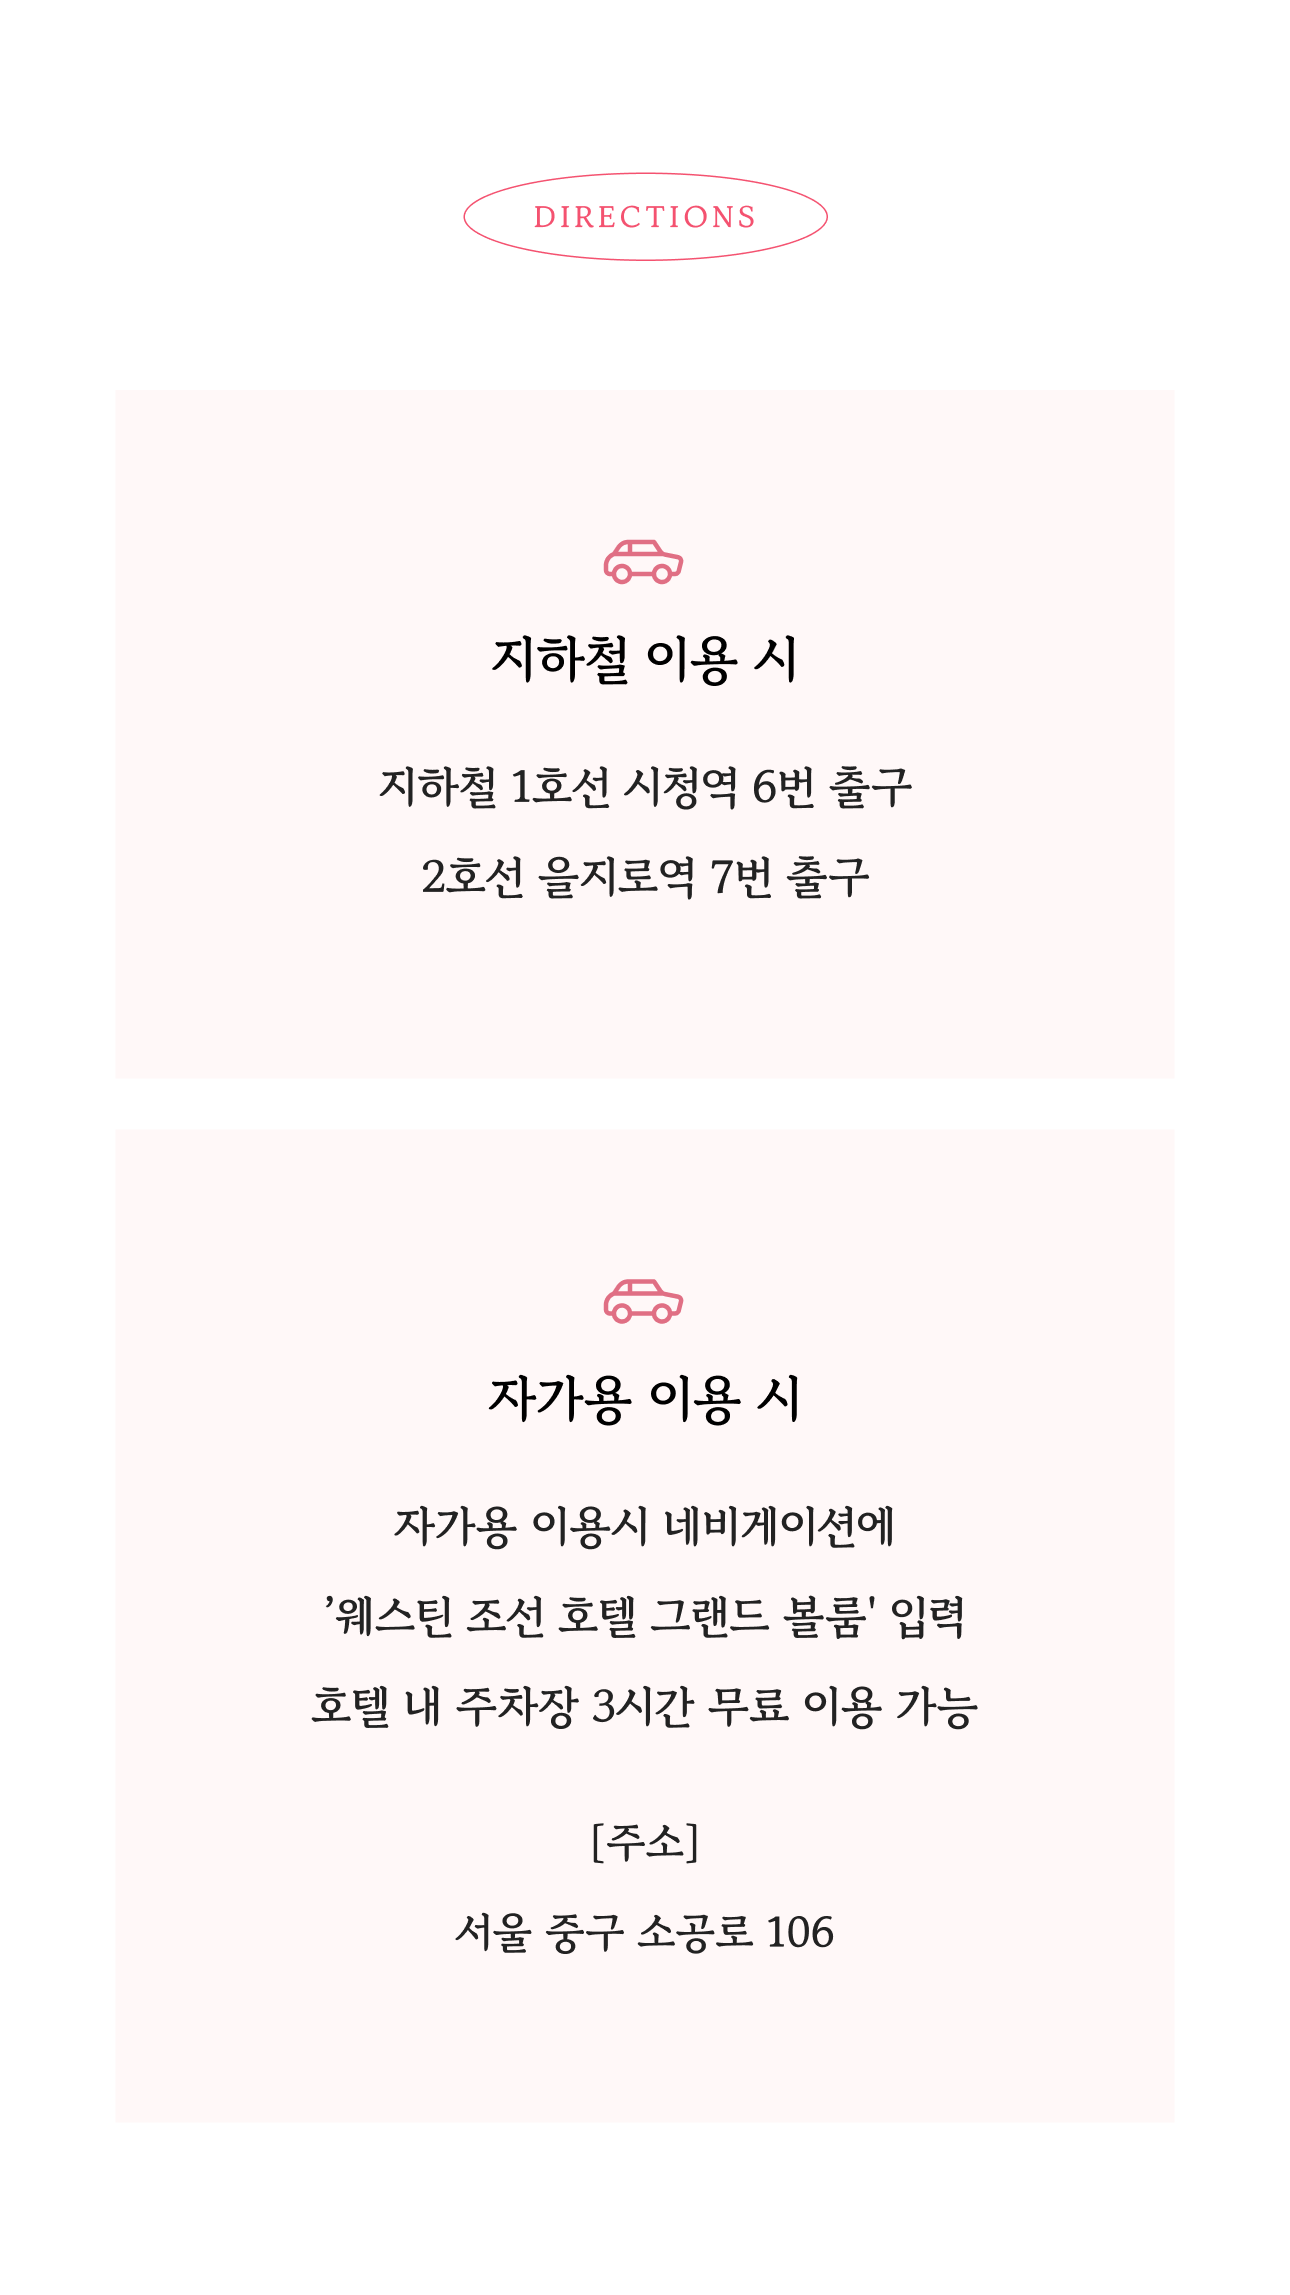 DIRECTIONS
지하철 이용 시
지하철 1호선 시청역 6번 출구
2호선 을지로역 7번 출구
자가용 이용 시
자가용 이용시 네비게이션에
’웨스틴 조선 호텔 그랜드 볼룸' 입력
호텔 내 주차장 3시간 무료 이용 가능
[주소]
서울 중구 소공로 106